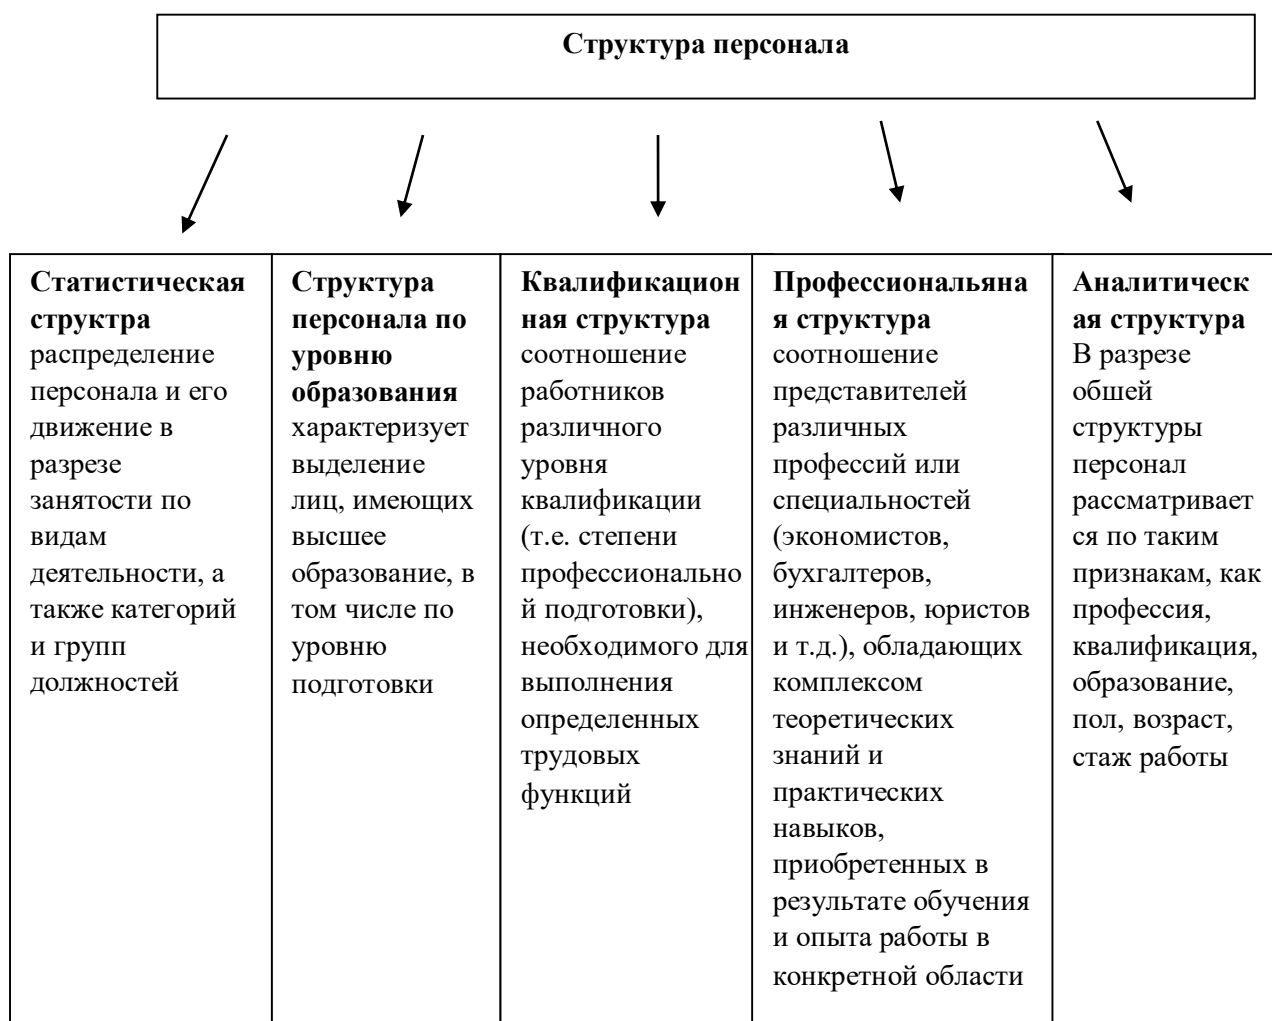 Структура персонала
Статистическая
структра
распределение
персонала и его
движение в
разрезе
занятости по
видам
деятельности, а
также категорий
и групп
должностей
Структура
персонала по
уровню
образования
характеризует
выделение
лиц, имеющих
высшее
образование, в
том числе по
уровню
подготовки
Квалификацион
ная структура
соотношение
работников
различного
уровня
квалификации
(т.е. степени
профессионально
й подготовки),
необходимого для
выполнения
определенных
трудовых
функций
Профессиональяна
я структура
соотношение
представителей
различных
профессий или
специальностей
(экономистов,
бухгалтеров,
инженеров, юристов
и т.д.), обладающих
комплексом
теоретических
знаний и
практических
навыков,
приобретенных в
результате обучения
и опыта работы в
конкретной области
Аналитическ
ая структура
В разрезе
обшей
структуры
персонал
рассматривает
ся по таким
признакам, как
профессия,
квалификация,
образование,
пол, возраст,
стаж работы